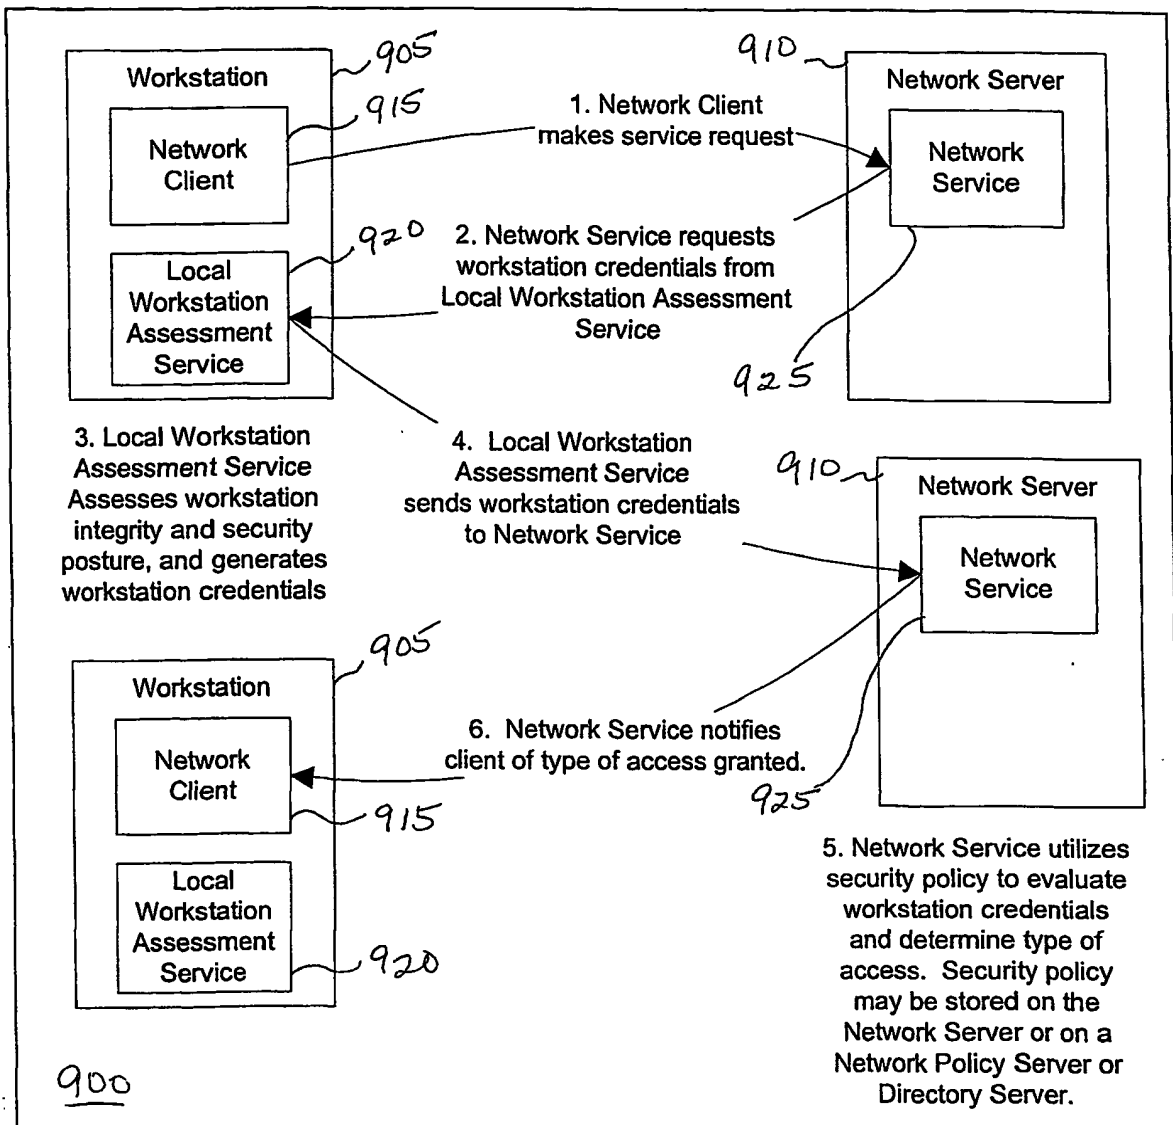 905
Workstation
915
Network
Client
920
Local
Workstation
Assessment
Service
1. Network Client
makes service request
910
Network Server
Network
Service
925
2. Network Service requests
workstation credentials from
Local Workstation Assessment
Service
3. Local Workstation
Assessment Service
Assesses workstation
integrity and security
posture, and generates
workstation credentials
4. Local Workstation
Assessment Service
sends workstation credentials
to Network Service
910
Network Server
Network
Service
925
905
Workstation
Network
Client
915
Local
Workstation
Assessment
Service
920
6. Network Service notifies
client of type of access granted.
5. Network Service utilizes
security policy to evaluate
workstation credentials
and determine type of
access. Security policy
may be stored on the
Network Server or on a
Network Policy Server or
Directory Server.
900